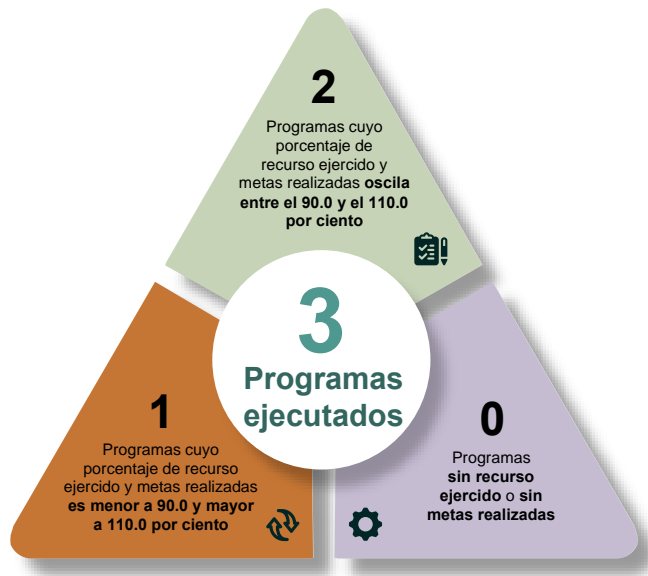 2
Programas cuyo
porcentaje de
recurso ejercido y
metas realizadas oscila
entre el 90.0 y el 110.0
por ciento
3
Programas
ejecutados
1
Programas cuyo
porcentaje de recurso
ejercido y metas realizadas
es menor a 90.0 y mayor
a 110.0 por ciento
0
Programas
sin recurso
ejercido o sin
metas realizadas